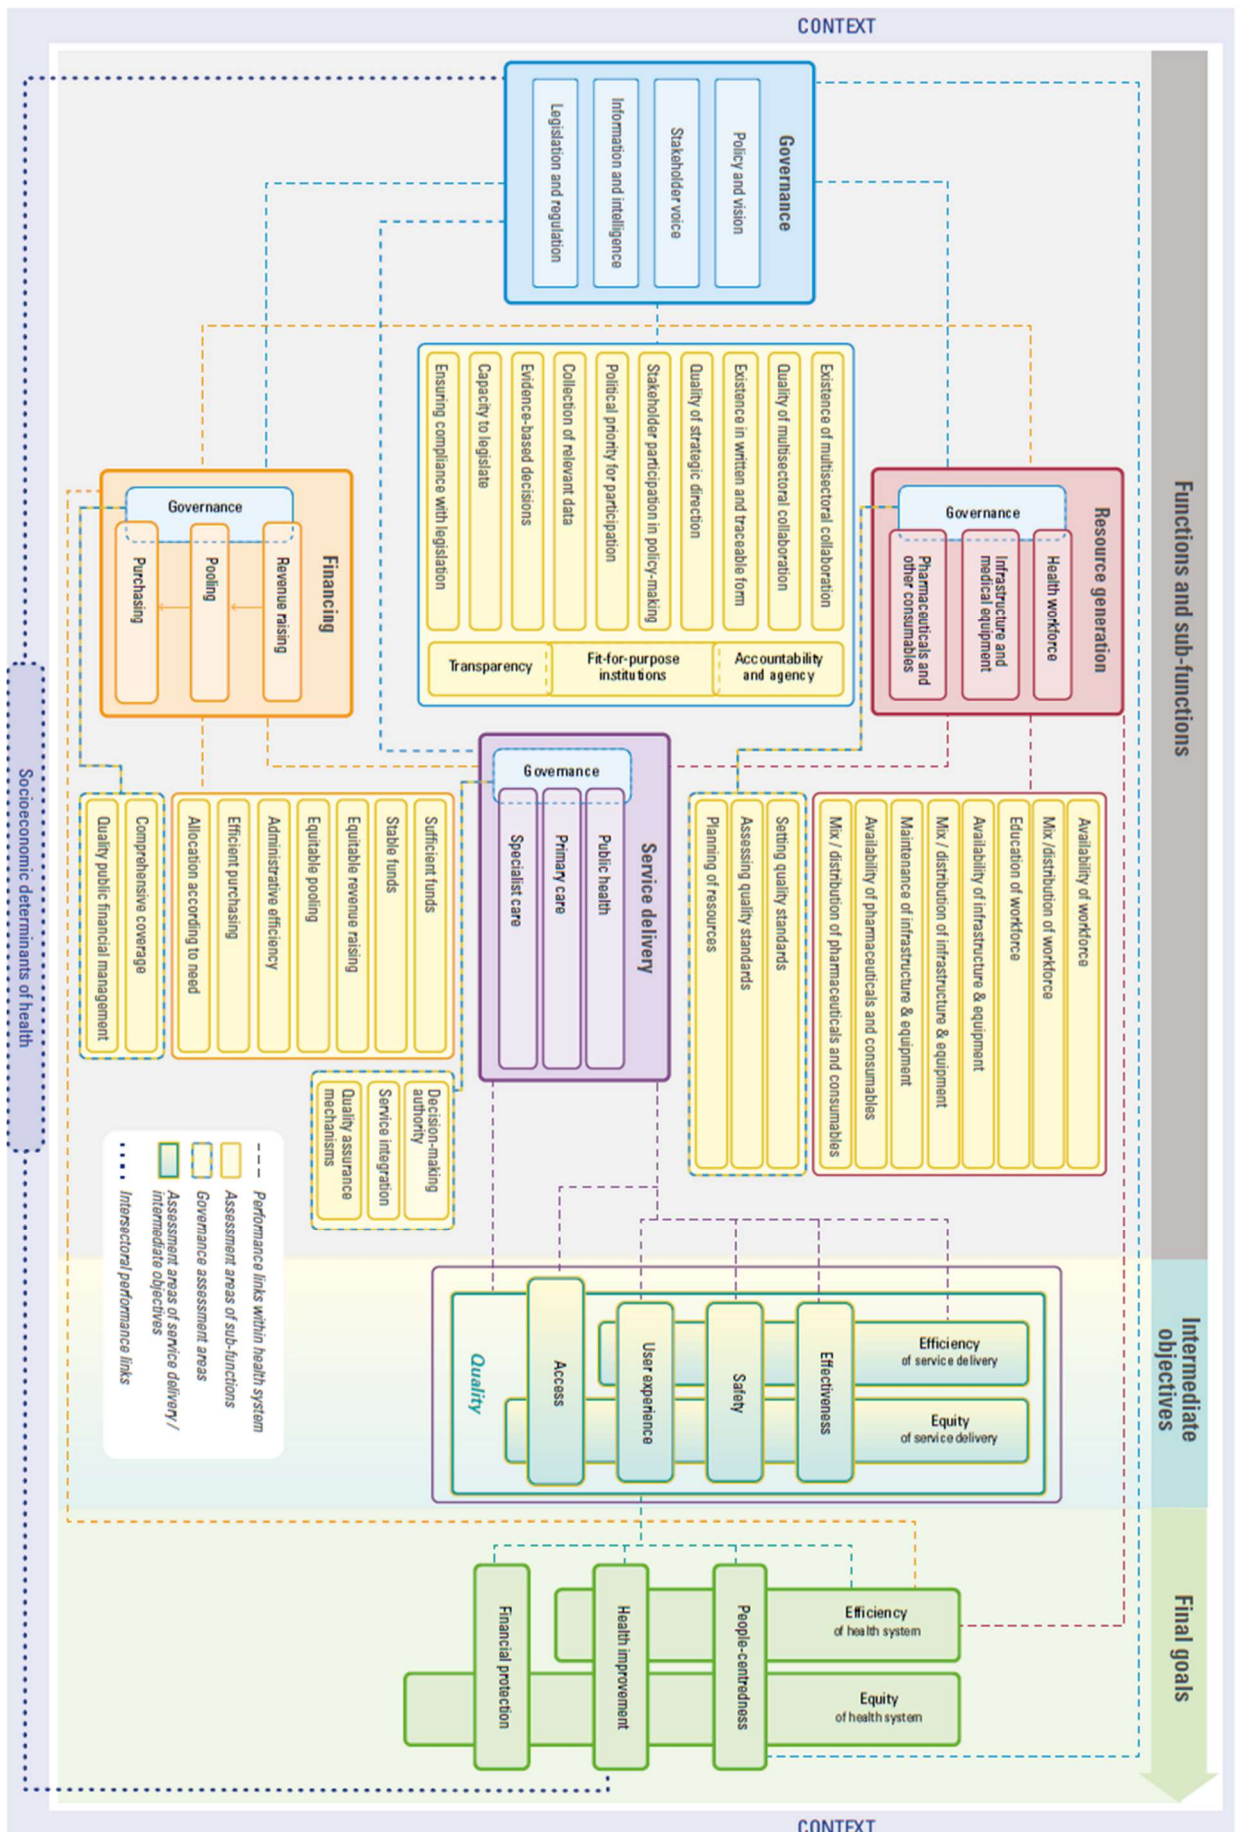 CONTEXT
Functions and sub-functions
Intermediate
objectives
Final goals
Governance
Policy and vision
Stakeholder voice
Information and intelligence
Legislation and regulation
Existence of multisectoral collaboration
Quality of multisectoral collaboration
Existence in written and traceable form
Quality of strategic direction
Stakeholder participation in policy-making
Political priority for participation
Collection of relevant data
Evidence-based decisions
Capacity to legislate
Ensuring compliance with legislation
Accountability
and agency
Fit-for-purpose
institutions
Transparency
Resource generation
Governance
Health workforce
Infrastructure and
medical equipment
Pharmaceuticals and
other consumables
Financing
Governance
Revenue raising
Pooling
Purchasing
Service delivery
Governance
Public health
Primary care
Specialist care
Availability of workforce
Mix /distribution of workforce
Education of workforce
Availability of infrastructure & equipment
Mix / distribution of infrastructure & equipment
Maintenance of infrastructure & equipment
Availability of pharmaceuticals and consumables
Mix / distribution of pharmaceuticals and consumables
Setting quality standards
Assessing quality standards
Planning of resources
Sufficient funds
Stable funds
Equitable revenue raising
Equitable pooling
Administrative efficiency
Efficient purchasing
Allocation according to need
Comprehensive coverage
Quality public financial management
Decision-making
authority
Service integration
Quality assurance
mechanisms
Efficiency
of service delivery
Equity
of service delivery
Effectiveness
Safety
User experience
Access
Quality
Efficiency
of health system
Equity
of health system
People-centredness
Health improvement
Financial protection
Performance links within health system
Assessment areas of sub-functions
Governance assessment areas
Assessment areas of service delivery /
intermediate objectives
Intersectoral performance links
Socioeconomic determinants of health
CONTEXT